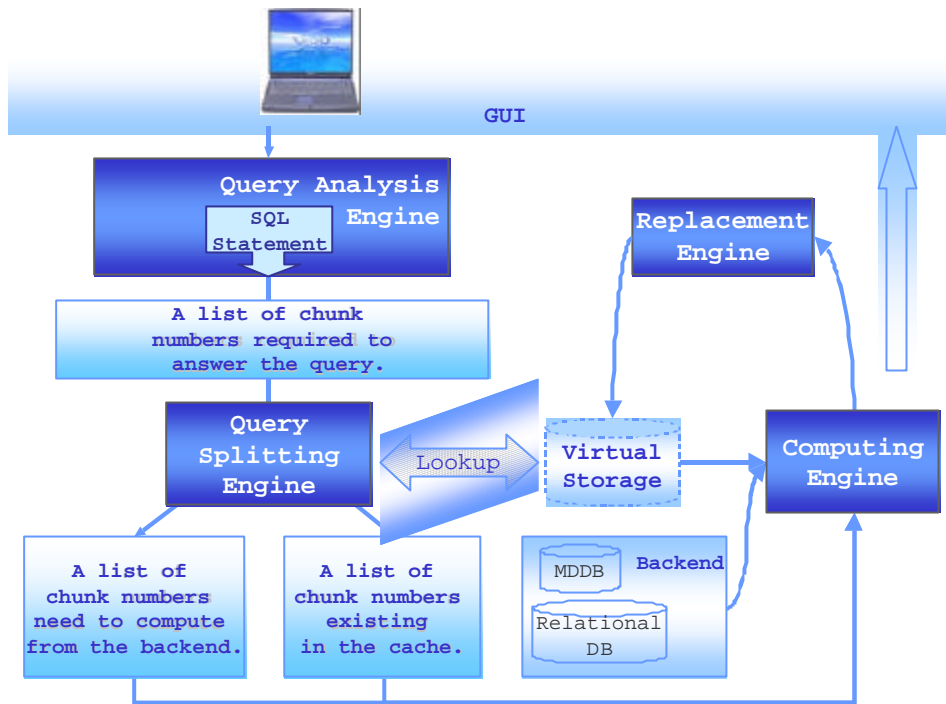 GUI
Query Analysis
Engine
SQL
Statement
A list of chunk
numbers required to
answer the query.
Replacement
Engine
Query
Splitting
Engine
Lookup
Virtual
Storage
Computing
Engine
A list of
chunk numbers
need to compute
from the backend.
A list of
chunk numbers
existing
in the cache.
Backend
MDDB
Relational
DB